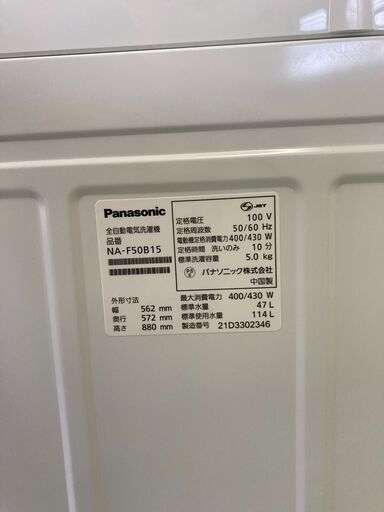 Panasonic
全自動電気洗濯機
品番
NA-F50B15
外形寸法
幅 562 mm
奥行 572 mm
高さ 880 mm
JET
定格電圧 100 V
定格周波数 50/60 Hz
電動機定格消費電力 400/430 W
定格時間 洗いのみ 10 分
標準洗濯容量 5.0 kg
パナソニック株式会社
中国製
最大消費電力 400/430 W
標準水量 47 L
標準使用水量 114 L
製造番号 21D3302346